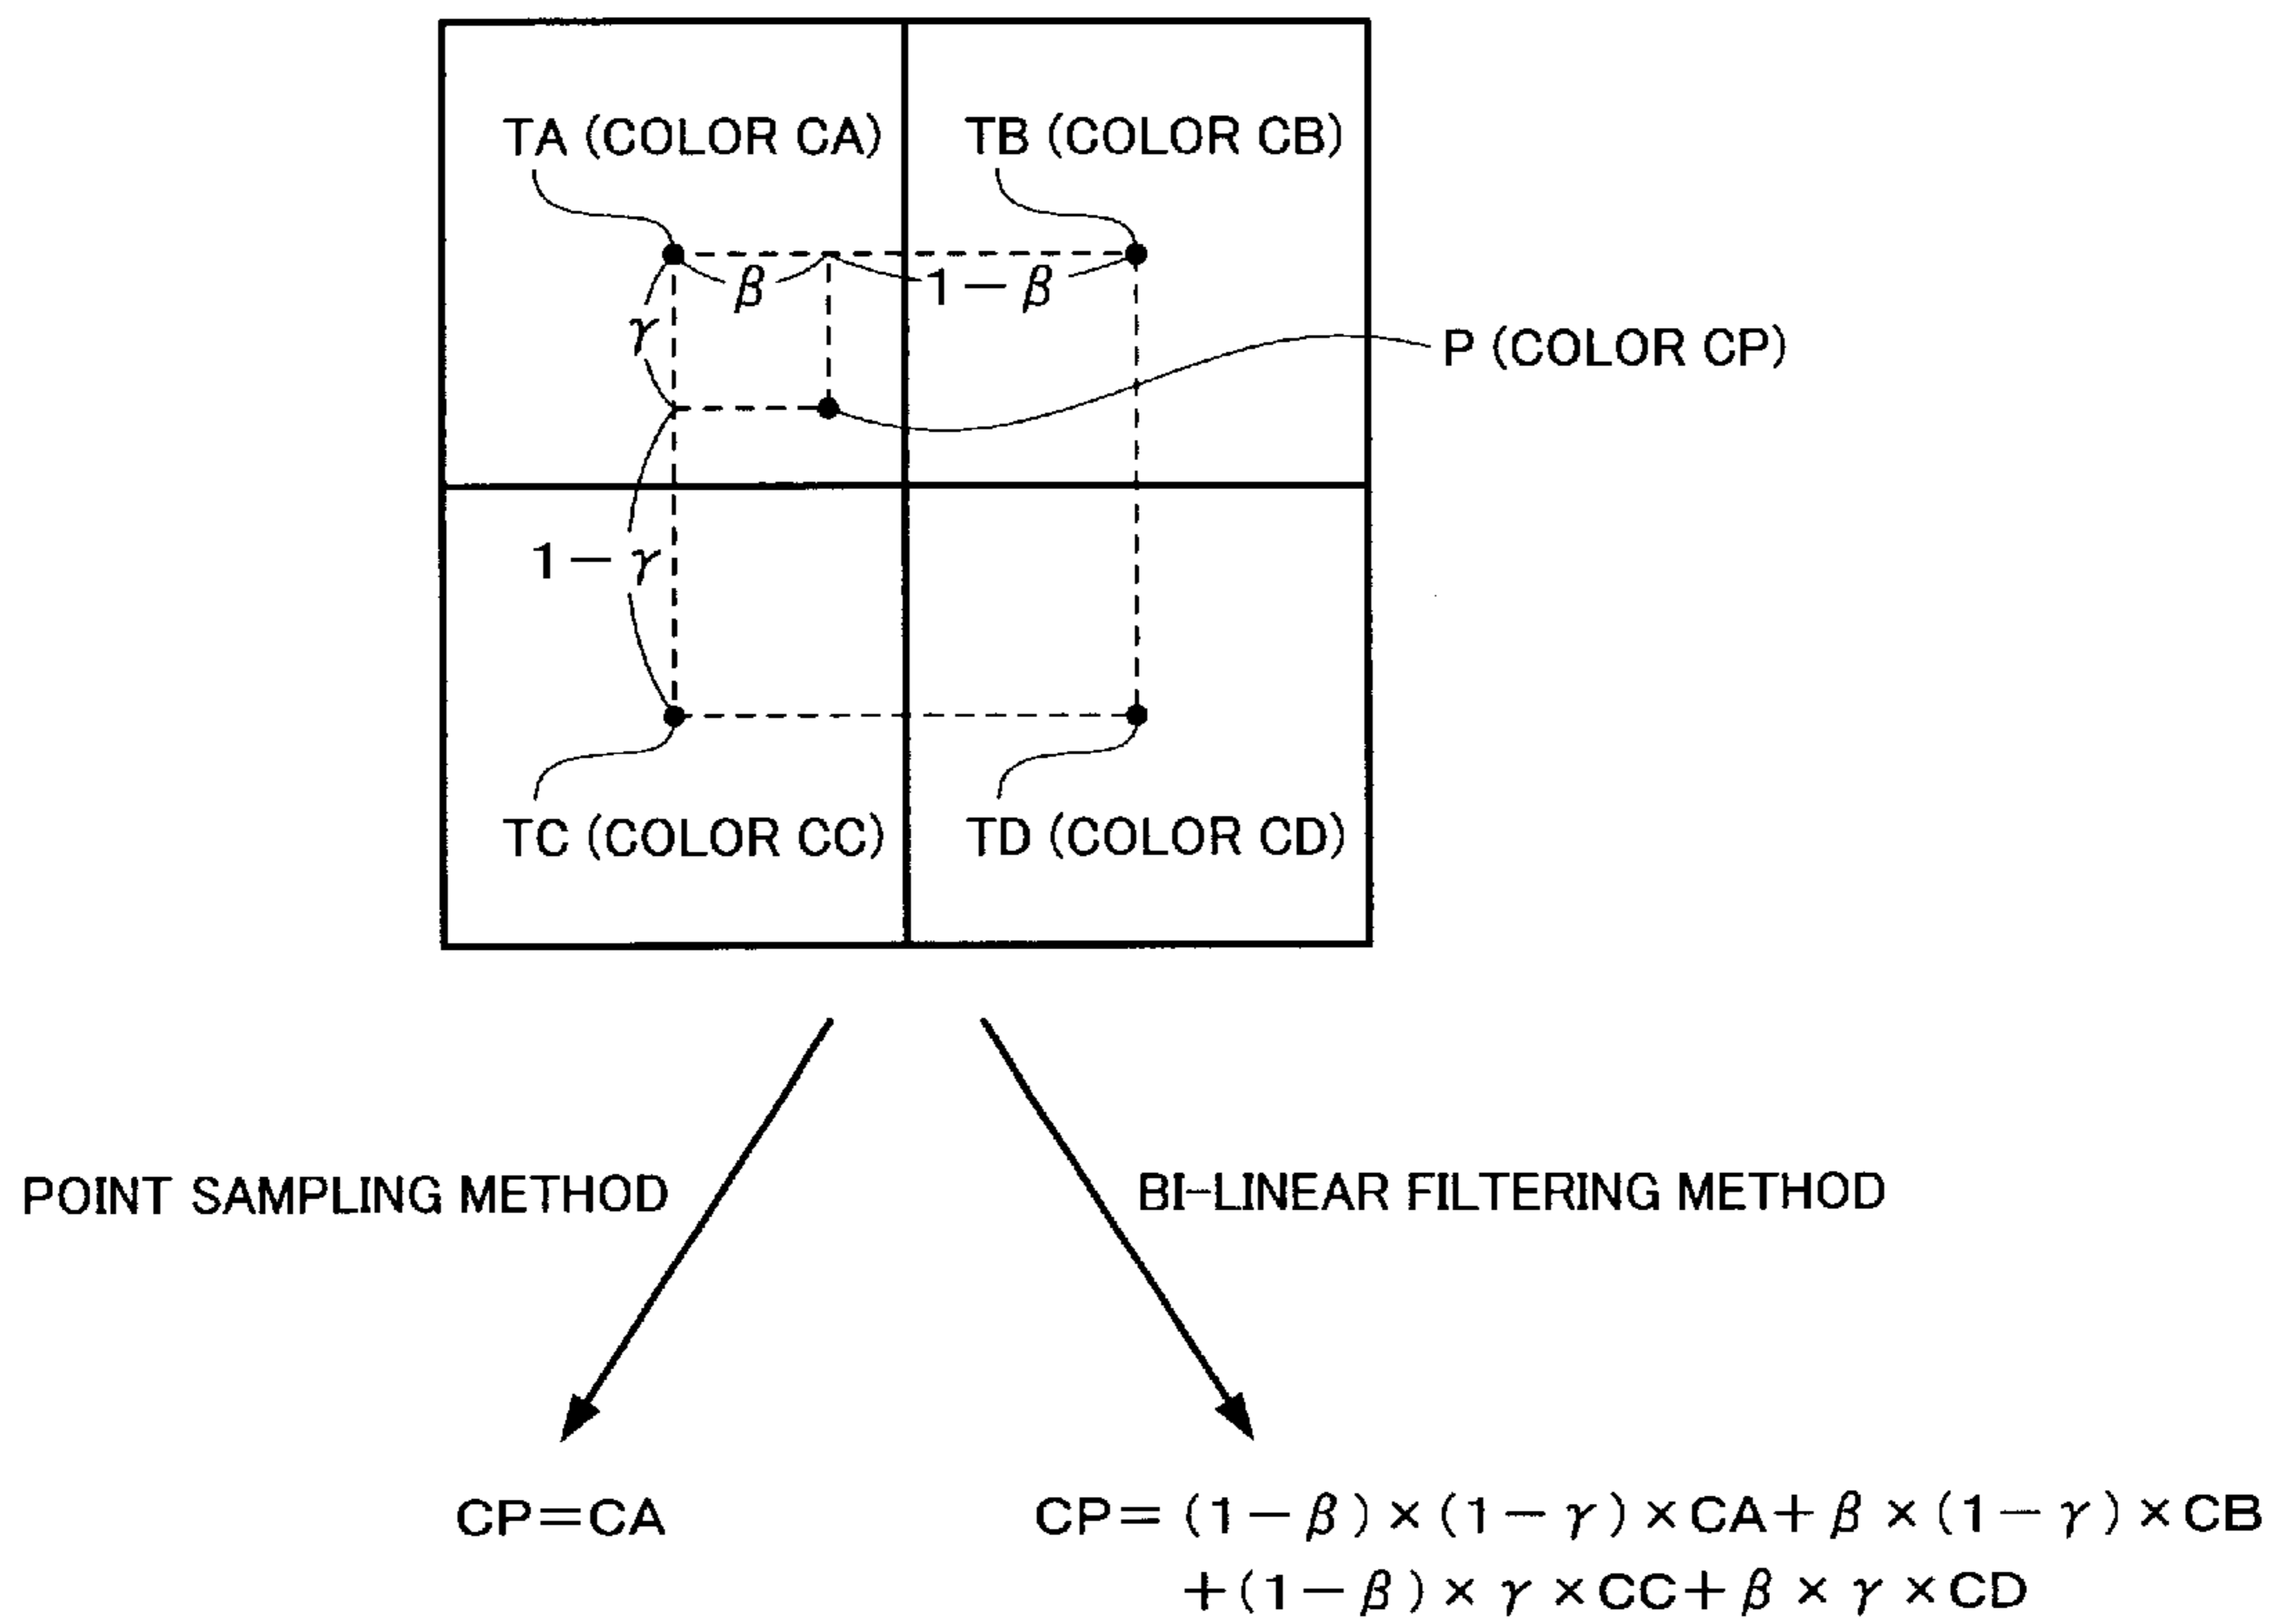 TA (COLOR CA)
TB (COLOR CB)
β
1-β
γ
P (COLOR CP)
1-γ
TC (COLOR CC)
TD (COLOR CD)
POINT SAMPLING METHOD
BI-LINEAR FILTERING METHOD
CP=CA
CP=(1-β)×(1-γ)×CA+β×(1-γ)×CB
+(1-β)×γ×CC+β×γ×CD